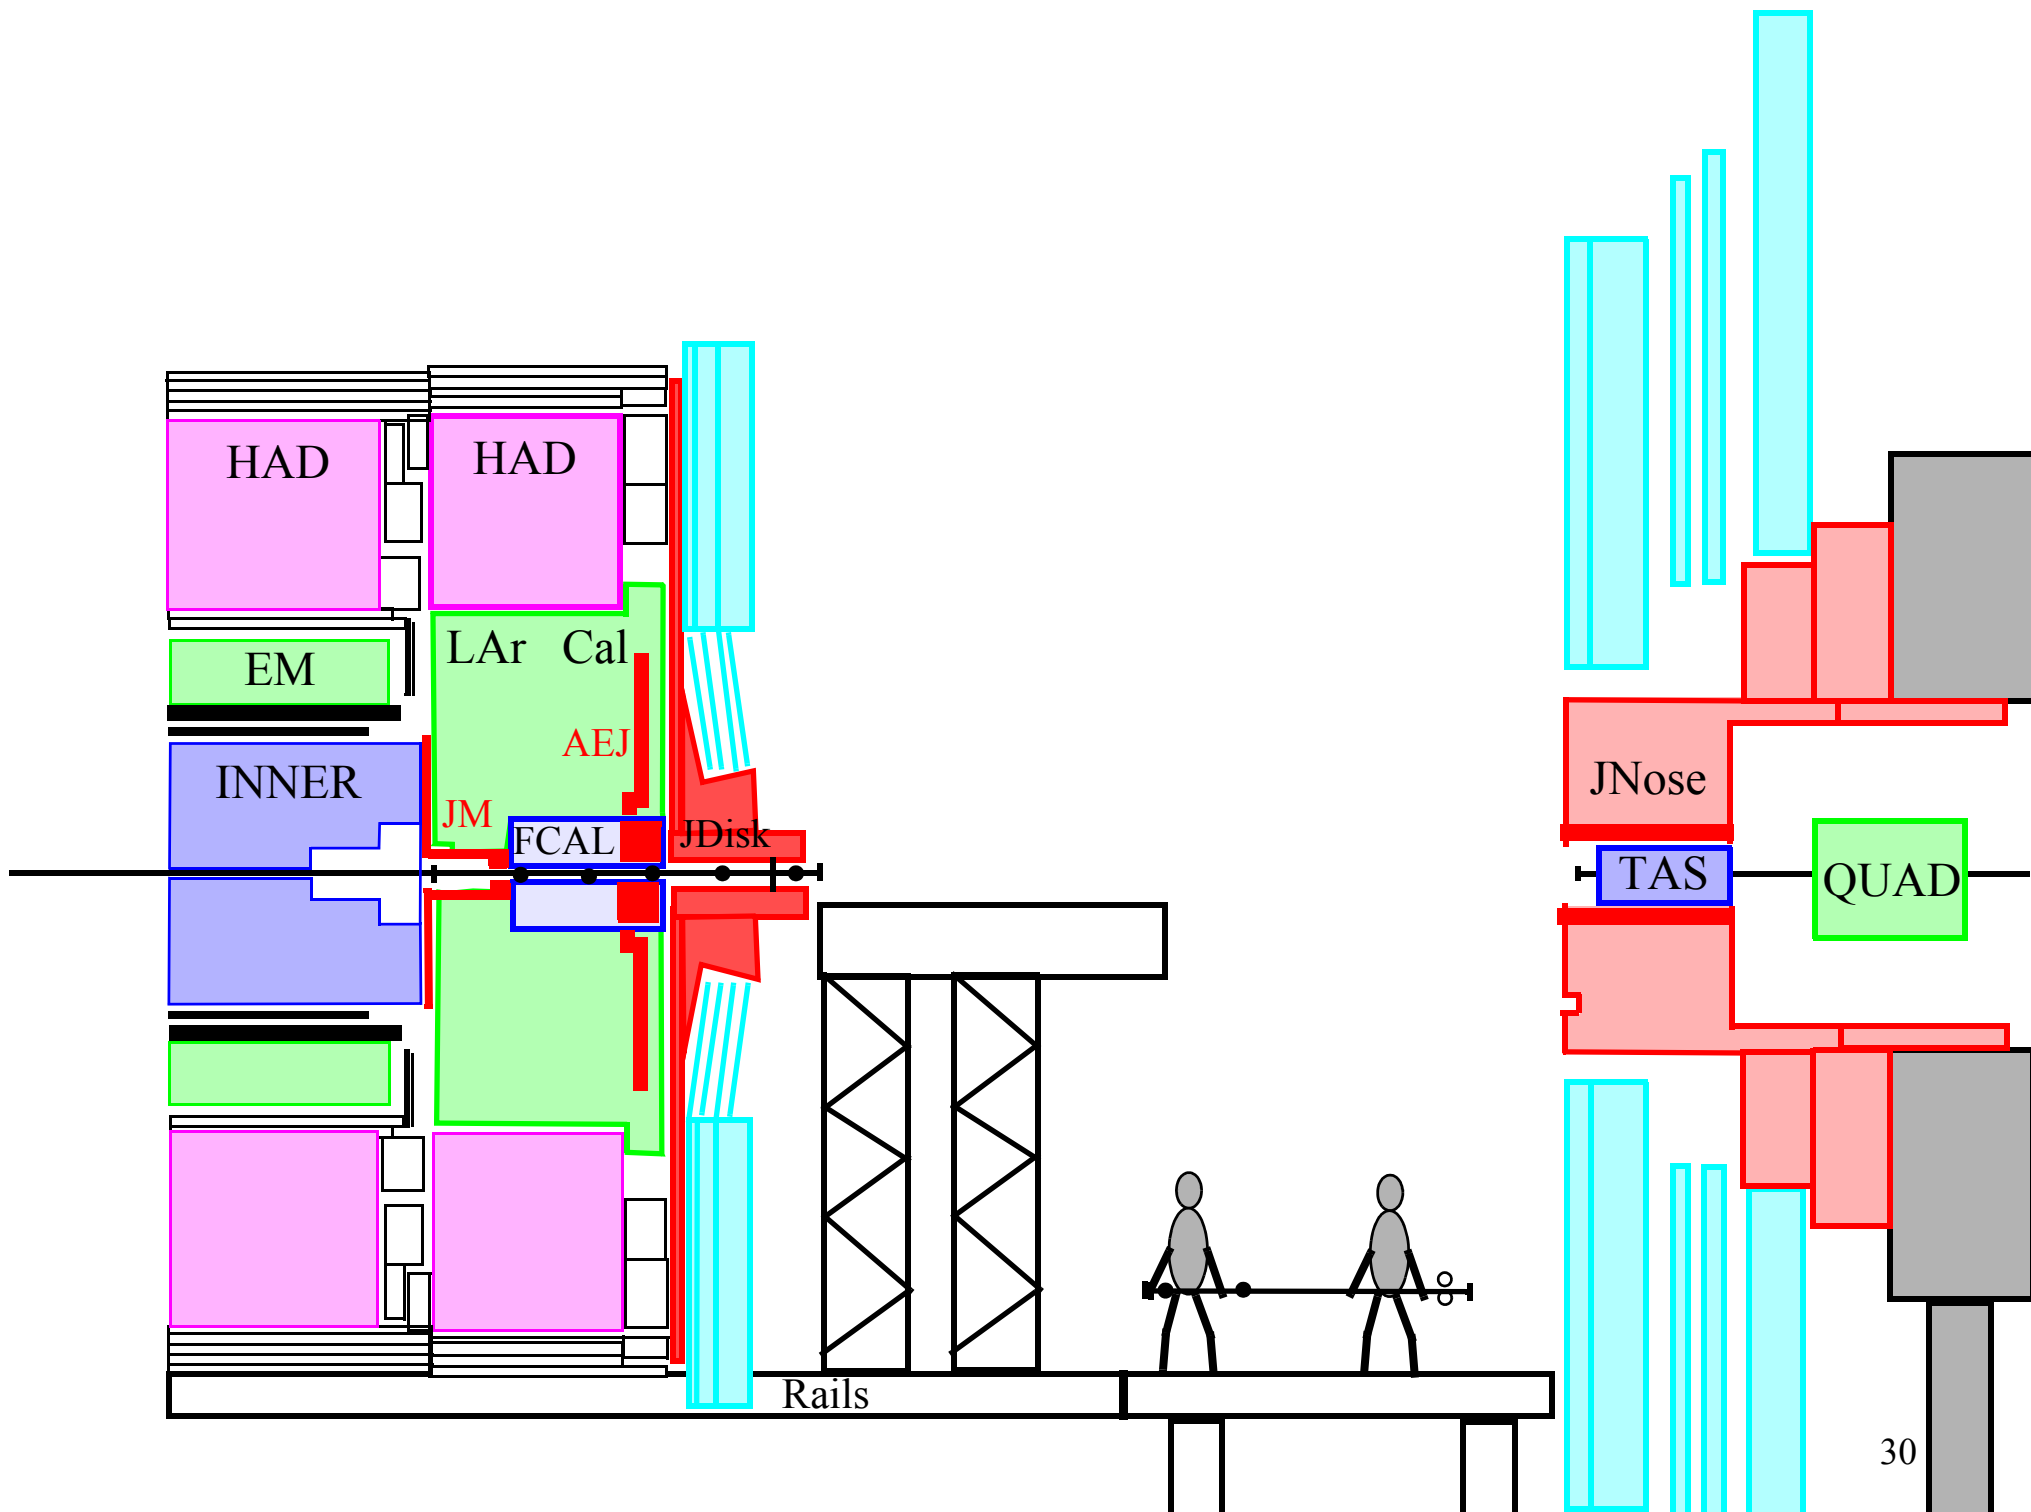 HAD HAD
LAr Cal
EM
AEJ
INNER
JM
FCAL
JDisk
JNose
TAS
QUAD
Rails
30